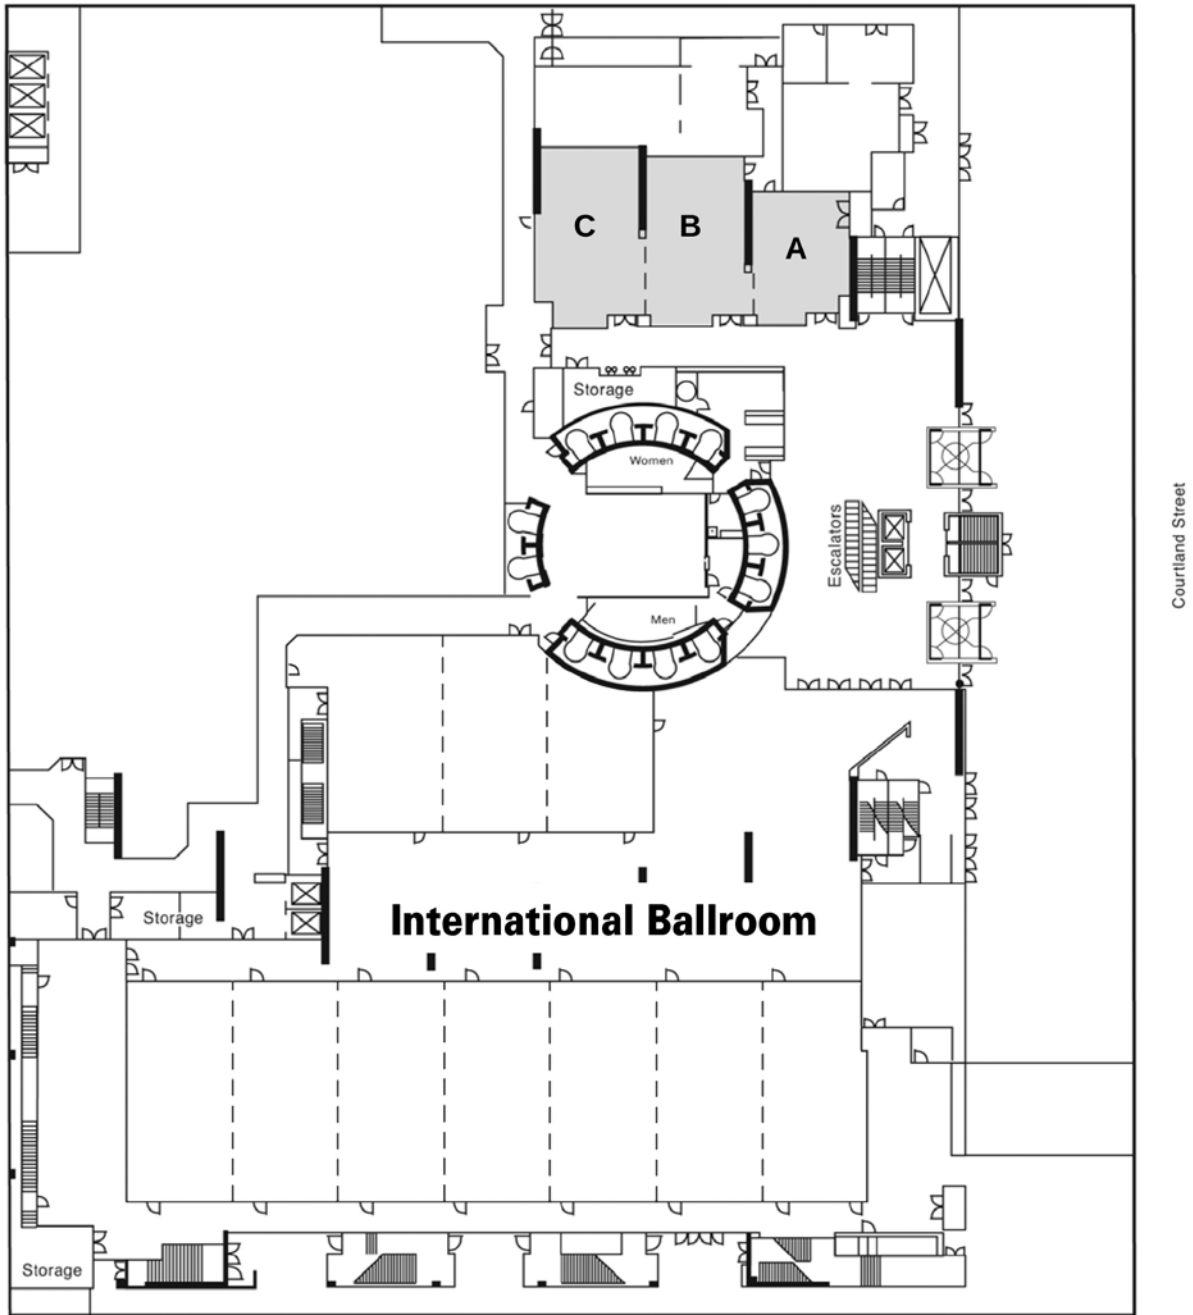 C
B
A
Storage
Women
Escalators
Courtland Street
Men
Storage
International Ballroom
Storage